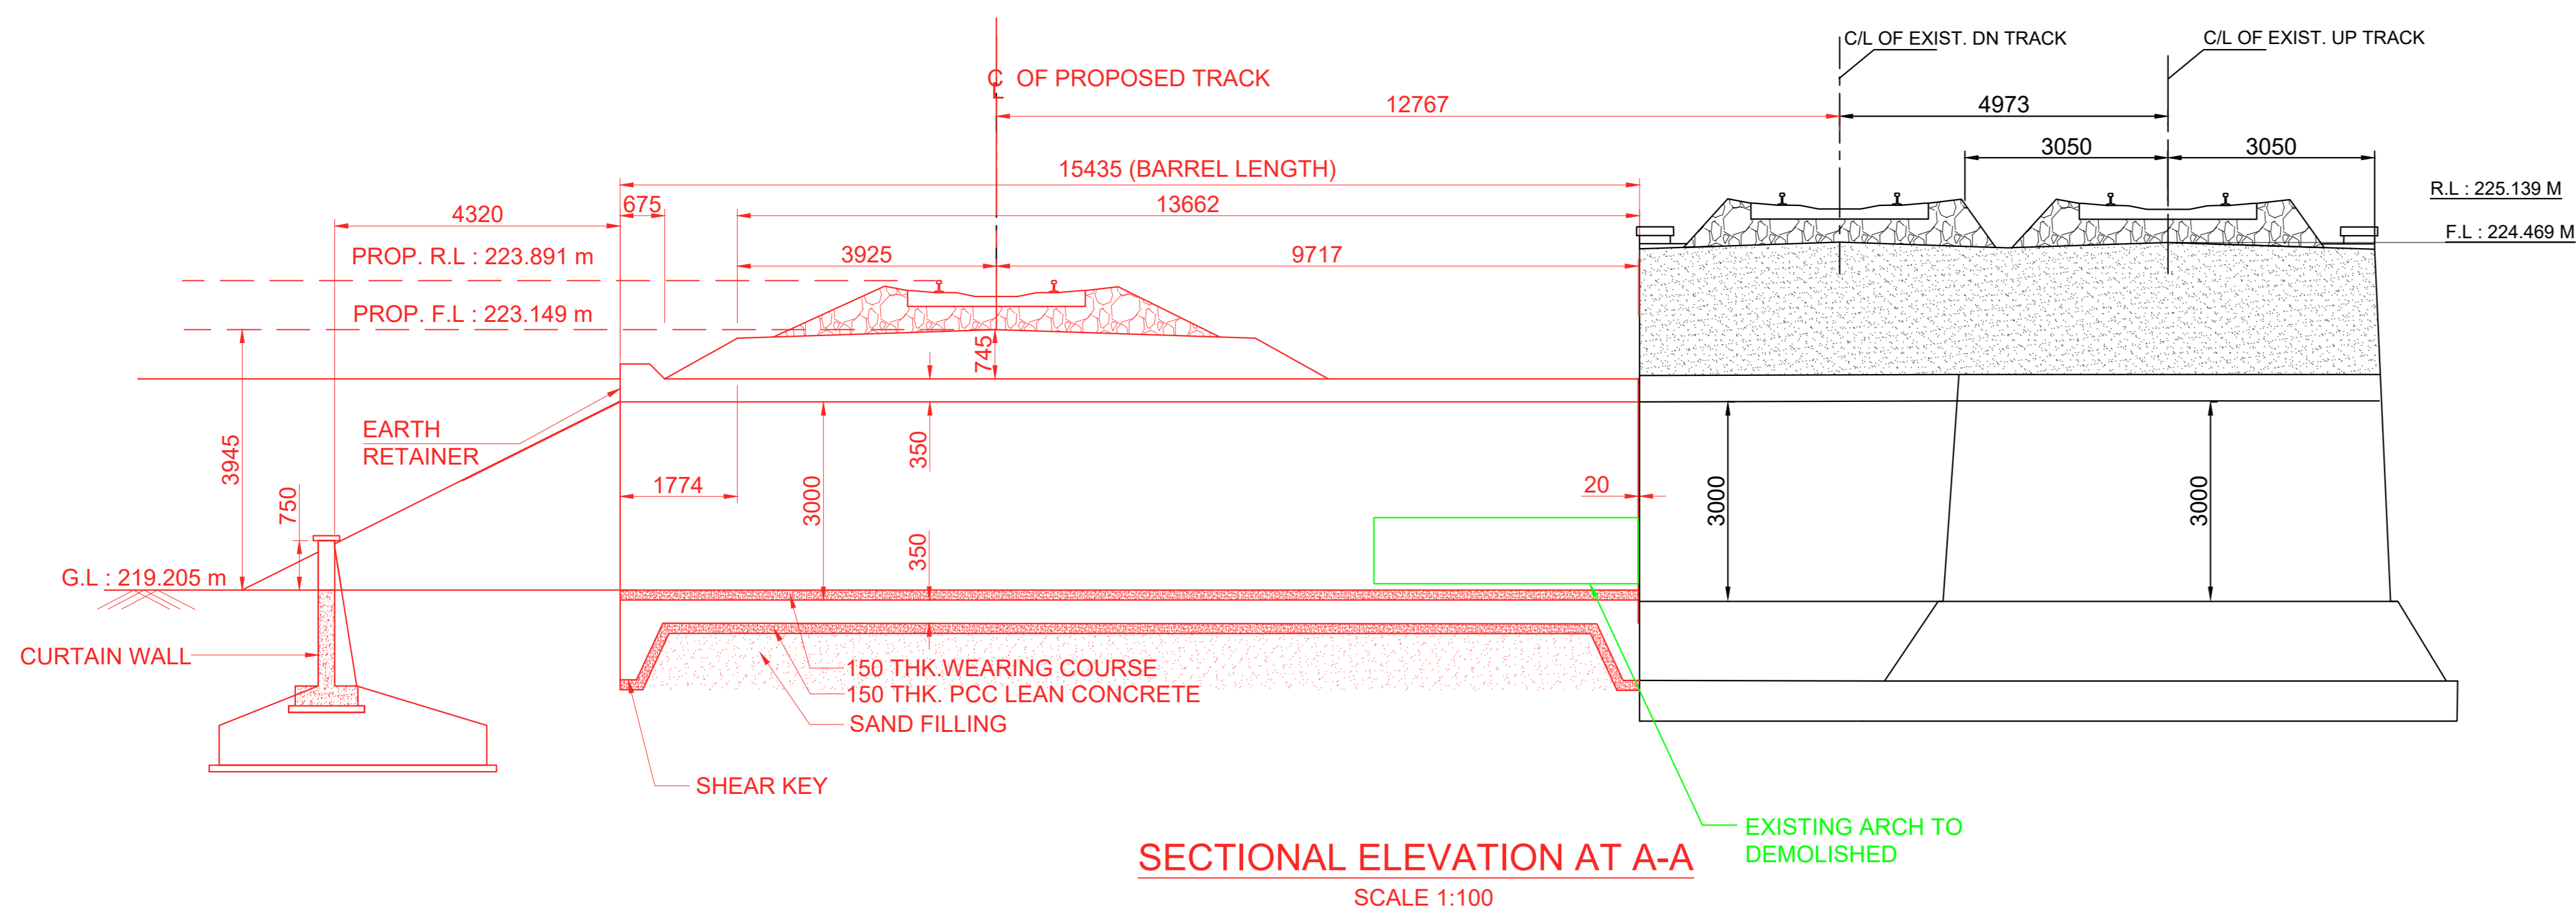 C/L OF EXIST. DN TRACK
C/L OF EXIST. UP TRACK
C L OF PROPOSED TRACK
12767
4973
3050
3050
15435 (BARREL LENGTH)
R.L : 225.139 M
675
13662
4320
F.L : 224.469 M
PROP. R.L : 223.891 m
3925
9717
PROP. F.L : 223.149 m
745
EARTH
RETAINER
3945
350
1774
3000
20
3000
3000
750
350
G.L : 219.205 m
CURTAIN WALL
150 THK.WEARING COURSE
150 THK. PCC LEAN CONCRETE
SAND FILLING
SHEAR KEY
EXISTING ARCH TO
DEMOLISHED
SECTIONAL ELEVATION AT A-A
SCALE 1:100